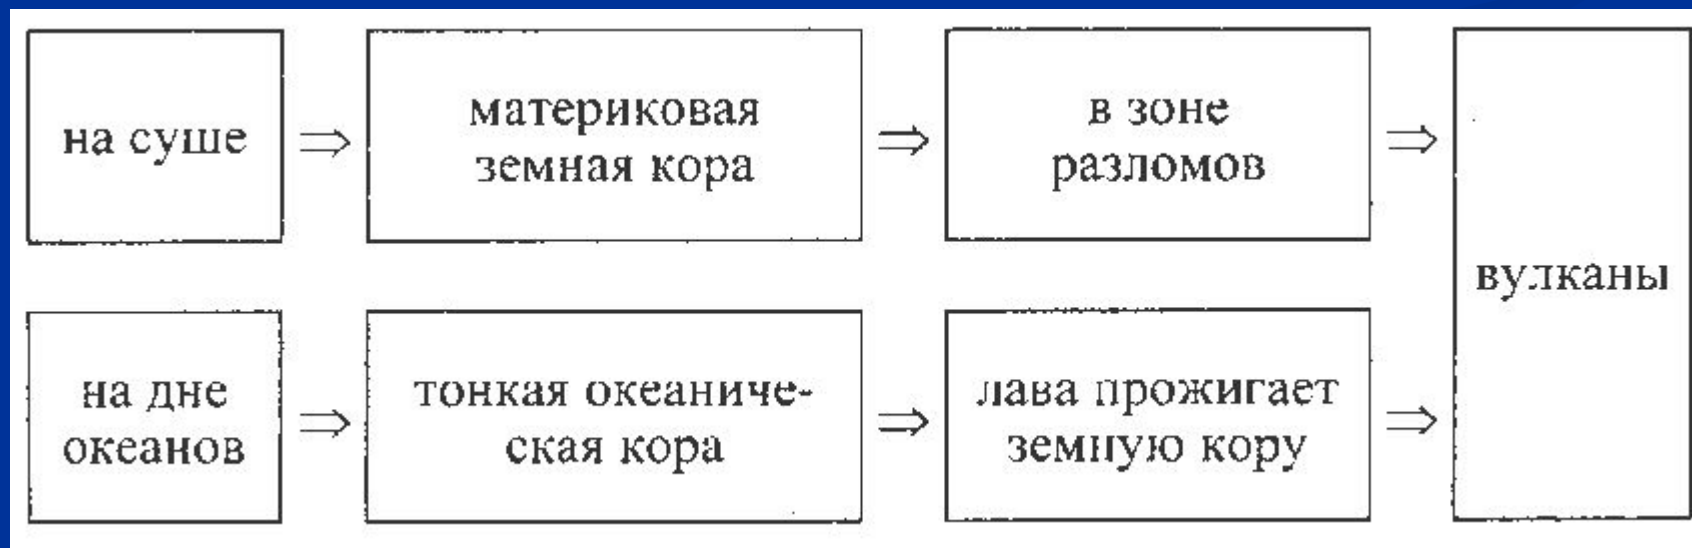 на суше
⇒
материковая
земная кора
⇒
в зоне
разломов
⇒
вулканы
на дне
океанов
⇒
тонкая океаниче-
ская кора
⇒
лава прожигает
земную кору
⇒